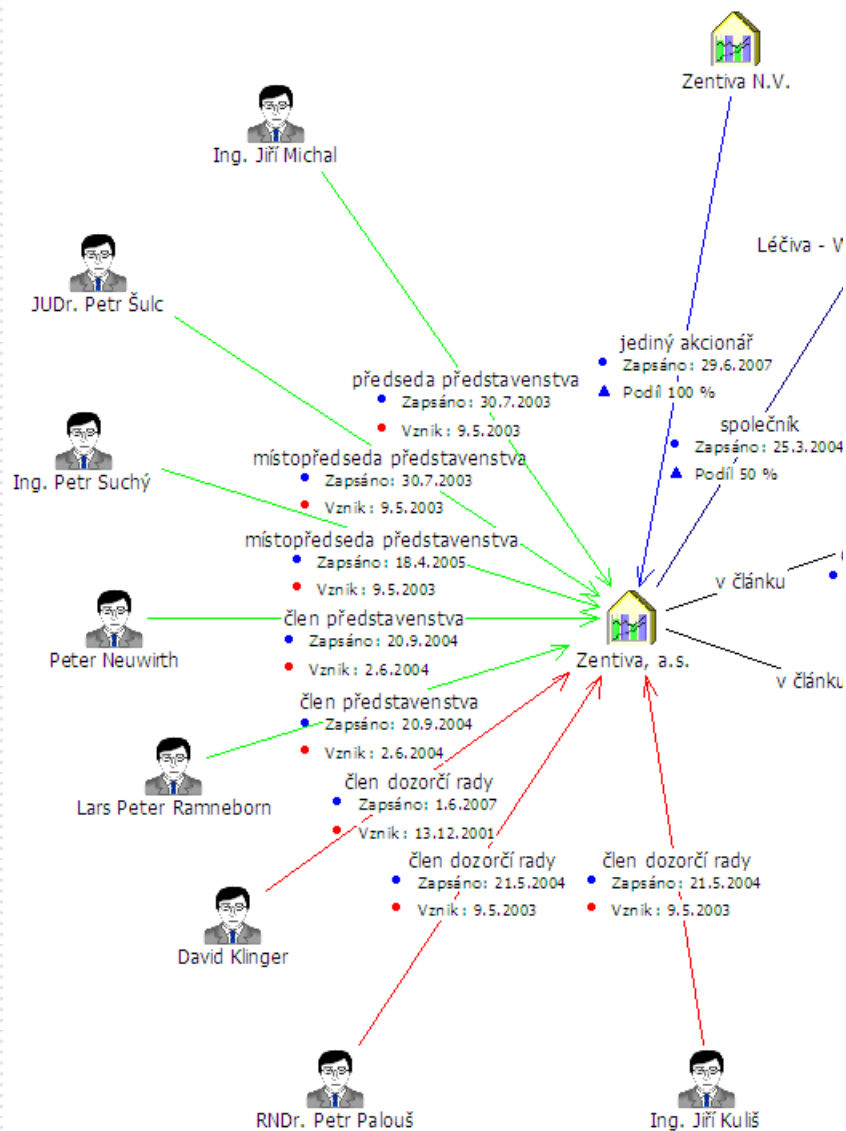 Zentiva N.V.
Ing. Jiří Michal
Léčiva - W
JUDr. Petr Šulc
jediný akcionář
Zapsáno: 29.6.2007
Podíl 100 %
předseda představenstva
Zapsáno: 30.7.2003
Vznik: 9.5.2003
společník
Zapsáno: 25.3.2004
Podíl 50 %
místopředseda představenstva
Zapsáno: 30.7.2003
Vznik: 9.5.2003
Ing. Petr Suchý
místopředseda představenstva
Zapsáno: 18.4.2005
Vznik: 9.5.2003
v článku
člen představenstva
Zapsáno: 20.9.2004
Vznik: 2.6.2004
Peter Neuwirth
Zentiva, a.s.
v článku
člen představenstva
Zapsáno: 20.9.2004
Vznik: 2.6.2004
Lars Peter Ramneborn
člen dozorčí rady
Zapsáno: 1.6.2007
Vznik: 13.12.2001
člen dozorčí rady
Zapsáno: 21.5.2004
Vznik: 9.5.2003
člen dozorčí rady
Zapsáno: 21.5.2004
Vznik: 9.5.2003
David Klinger
RNDr. Petr Palouš
Ing. Jiří Kuliš